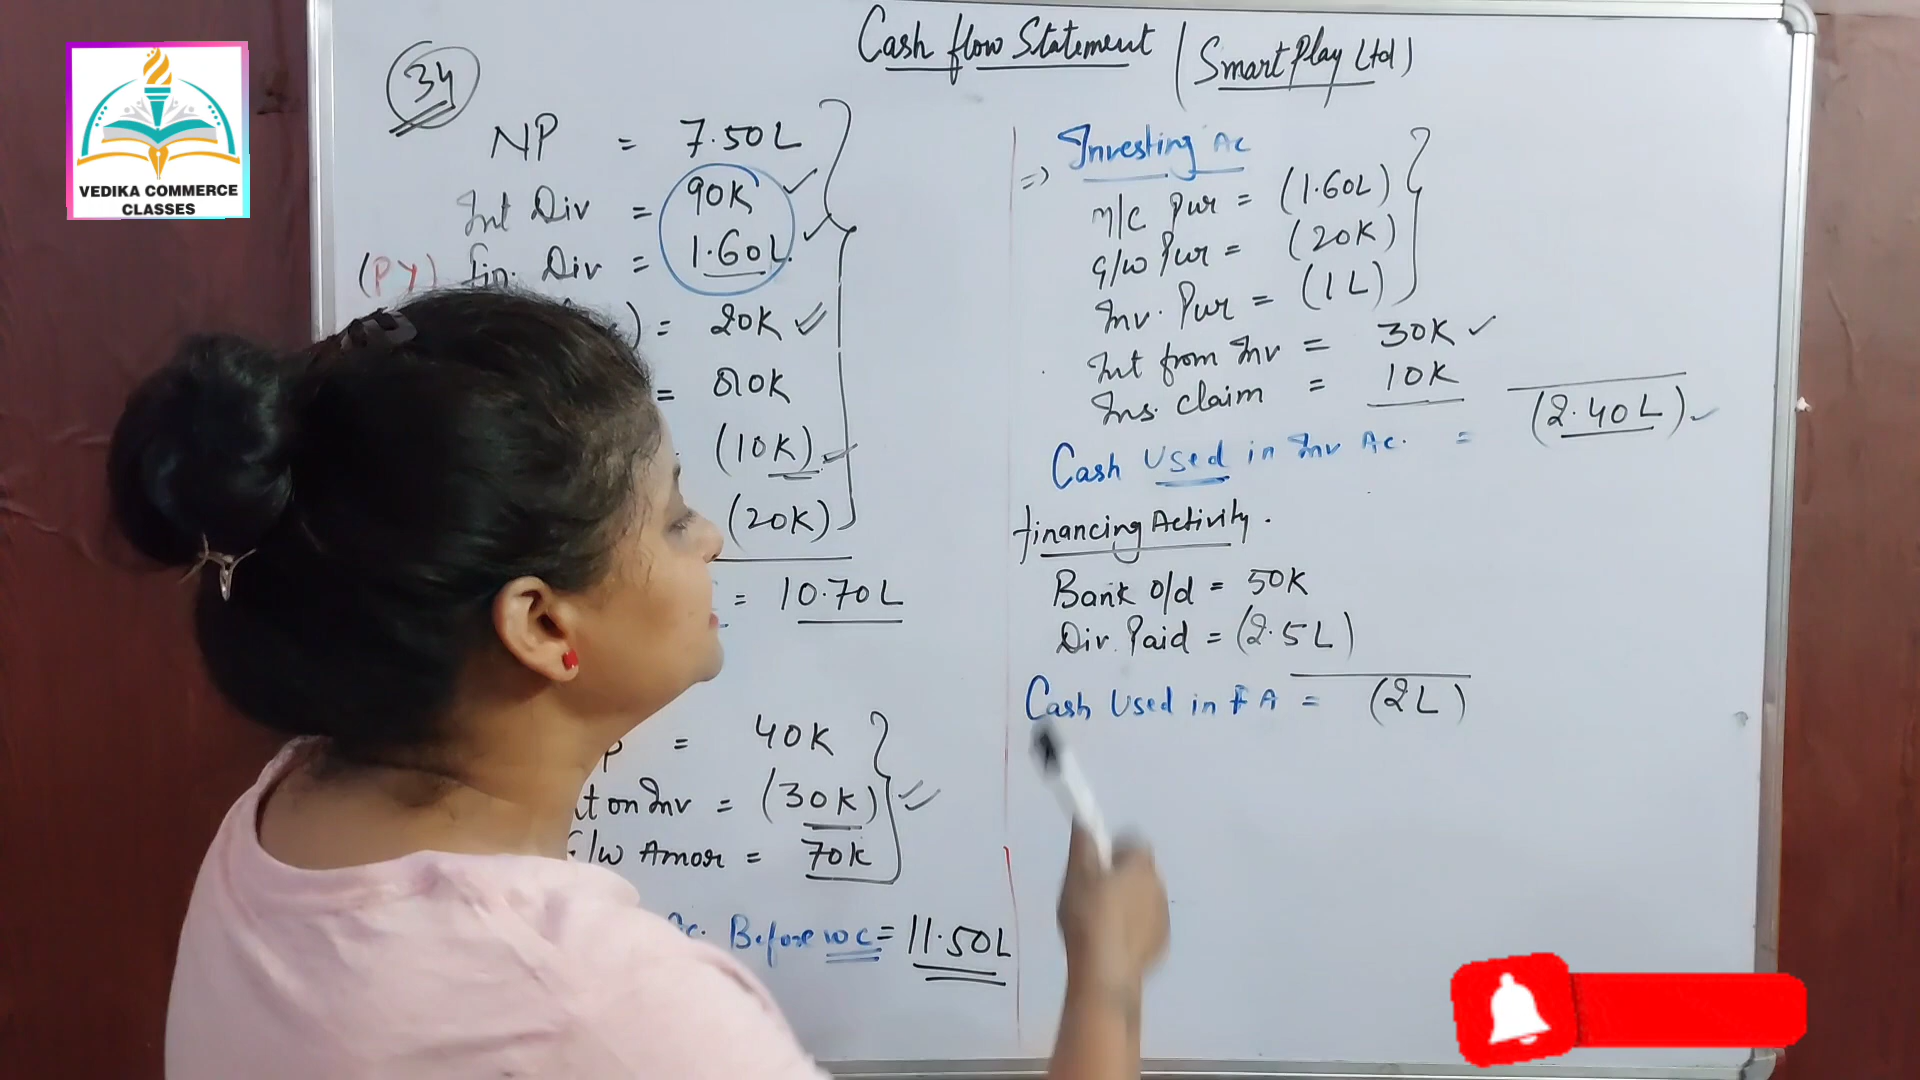 VEDIKA COMMERCE
CLASSES
34
Cash flow Statement (Smart Play Ltd)
NP = 7.50L
Int Div = 90K
(PY) fin. Div = 1.60L
) = 20K
= 80K
(10K)
(20K)
= 10.70L
= 40K
t on Inv = (30K)
/w Amor = 70K
Ac. Before WC = 11.50L
=> Investing Ac
M/C Pur = (1.60L)
G/W Pur = (20K)
Inv. Pur = (1L)
Int from Inv = 30K
Ins. claim = 10K
(2.40L)
Cash Used in Inv Ac. =
financing Activity.
Bank o/d = 50K
Div. Paid = (2.5L)
Cash Used in FA = (2L)